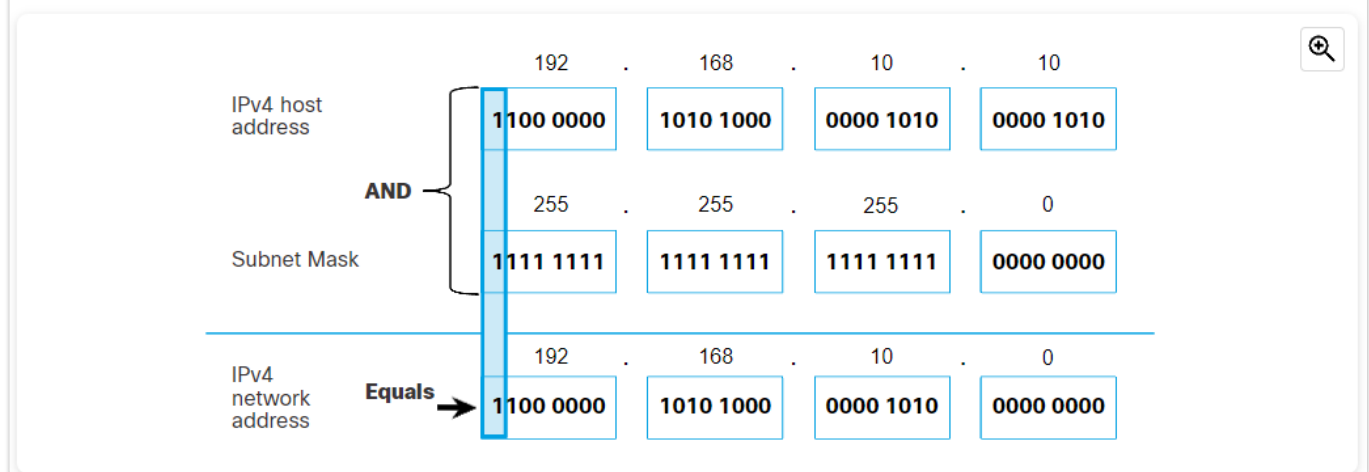 192 . 168 . 10 . 10
IPv4 host
address
1100 0000 1010 1000 0000 1010 0000 1010
AND
255 . 255 . 255 . 0
Subnet Mask
1111 1111 1111 1111 1111 1111 0000 0000
192 . 168 . 10 . 0
IPv4
network
address
Equals
1100 0000 1010 1000 0000 1010 0000 0000